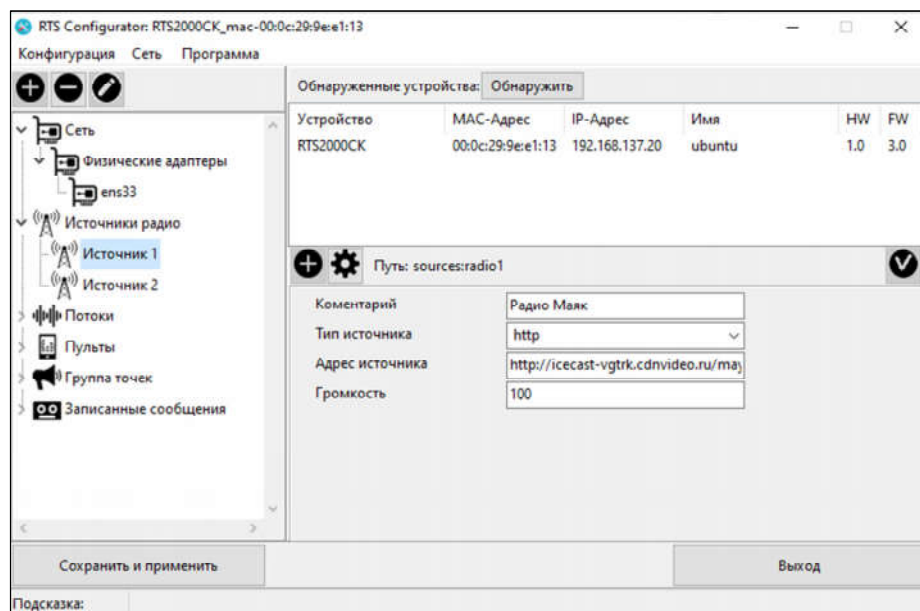 RTS Configurator: RTS2000CK_mac-00:0c:29:9e:e1:13
Конфигурация Сеть Программа
Обнаруженные устройства: Обнаружить
Устройство МАС-Адрес IP-Адрес Имя HW FW
RTS2000CK 00:0c:29:9e:e1:13 192.168.137.20 ubuntu 1.0 3.0
Сеть
Физические адаптеры
ens33
Источники радио
Источник 1
Источник 2
Потоки
Пульты
Группа точек
Записанные сообщения
Путь: sources:radio1
Коментарий Радио Маяк
Тип источника http
Адрес источника http://icecast-vgtrk.cdnvideo.ru/may
Громкость 100
Сохранить и применить Выход
Подсказка: